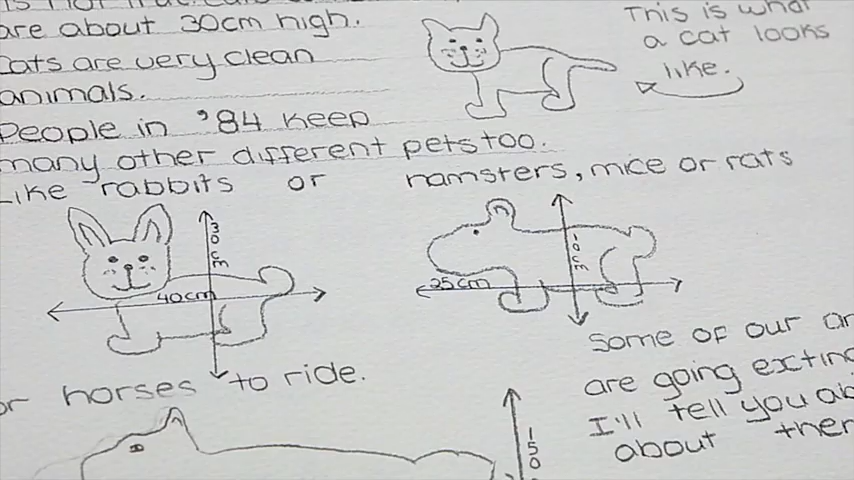 are about 30cm high.
Cats are very clean
animals.
This is what
a cat looks
like.
People in '84 keep
many other different pets too.
Like rabbits or hamsters, mice or rats
30cm
40cm
10cm
25cm
or horses to ride.
150
Some of our
are going
I'll tell you
about